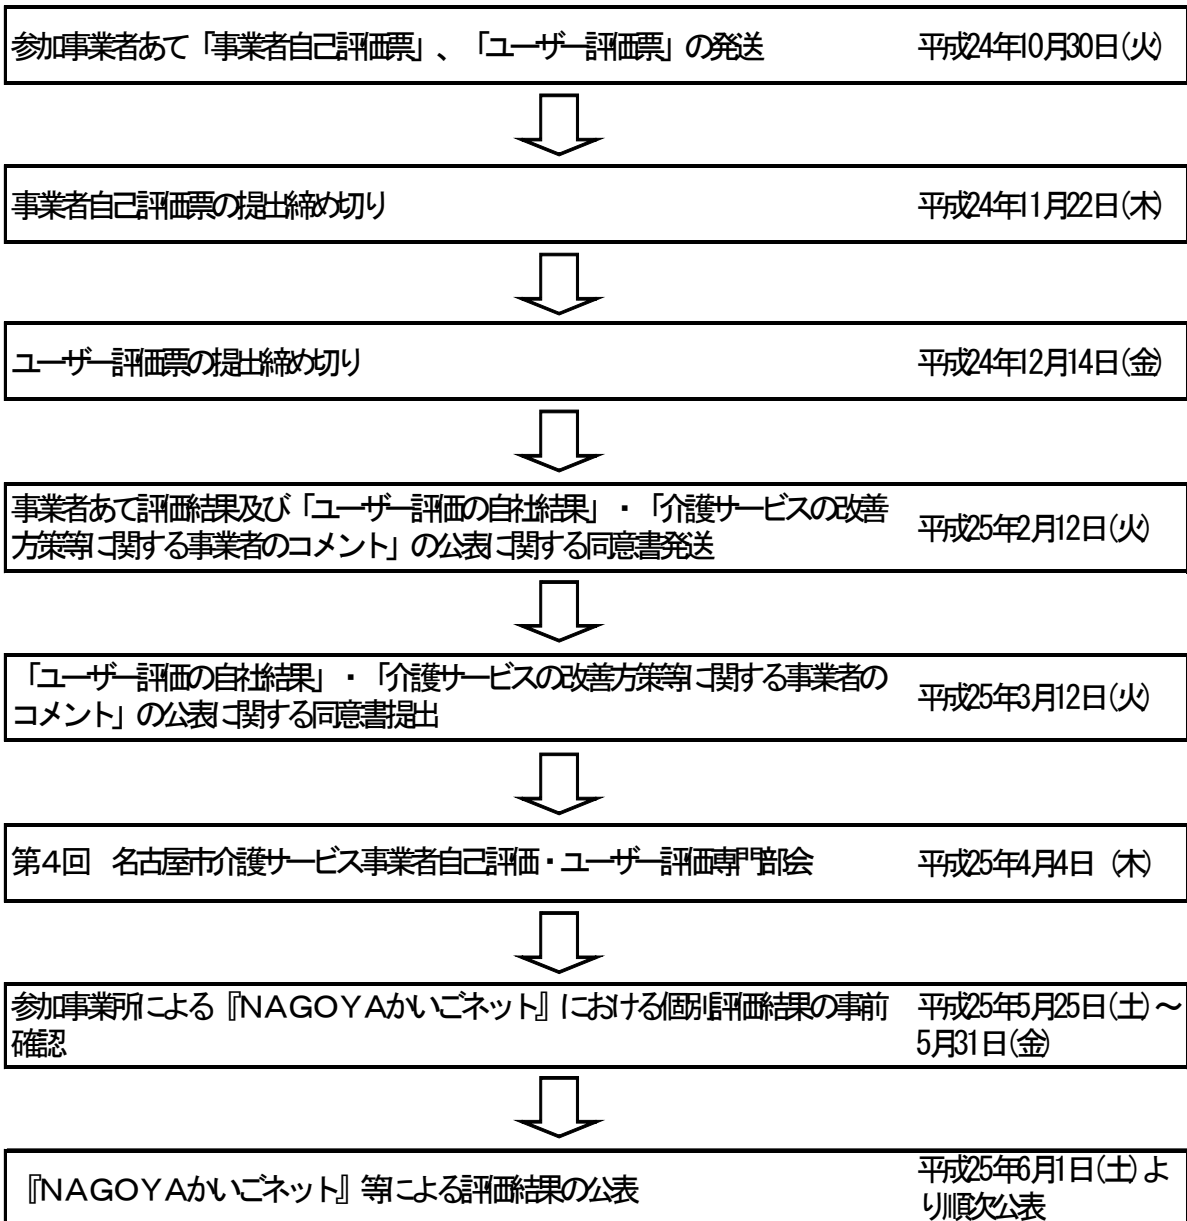 参加事業者あて「事業者自己評価票」、「ユーザー評価票」の発送 平成24年10月30日(火)
事業者自己評価票の提出締め切り 平成24年11月22日(木)
ユーザー評価票の提出締め切り 平成24年12月14日(金)
事業者あて評価結果及び「ユーザー評価の自社結果」・「介護サービスの改善
方策等に関する事業者のコメント」の公表に関する同意書発送
平成25年2月12日(火)
「ユーザー評価の自社結果」・「介護サービスの改善方策等に関する事業者の
コメント」の公表に関する同意書提出
平成25年3月12日(火)
第4回 名古屋市介護サービス事業者自己評価・ユーザー評価専門部会 平成25年4月4日 (木)
参加事業所による『NAGOYAかいごネット』における個別評価結果の事前
確認
平成25年5月25日(土)～
5月31日(金)
『NAGOYAかいごネット』等による評価結果の公表
平成25年6月1日(土)よ
り順次公表